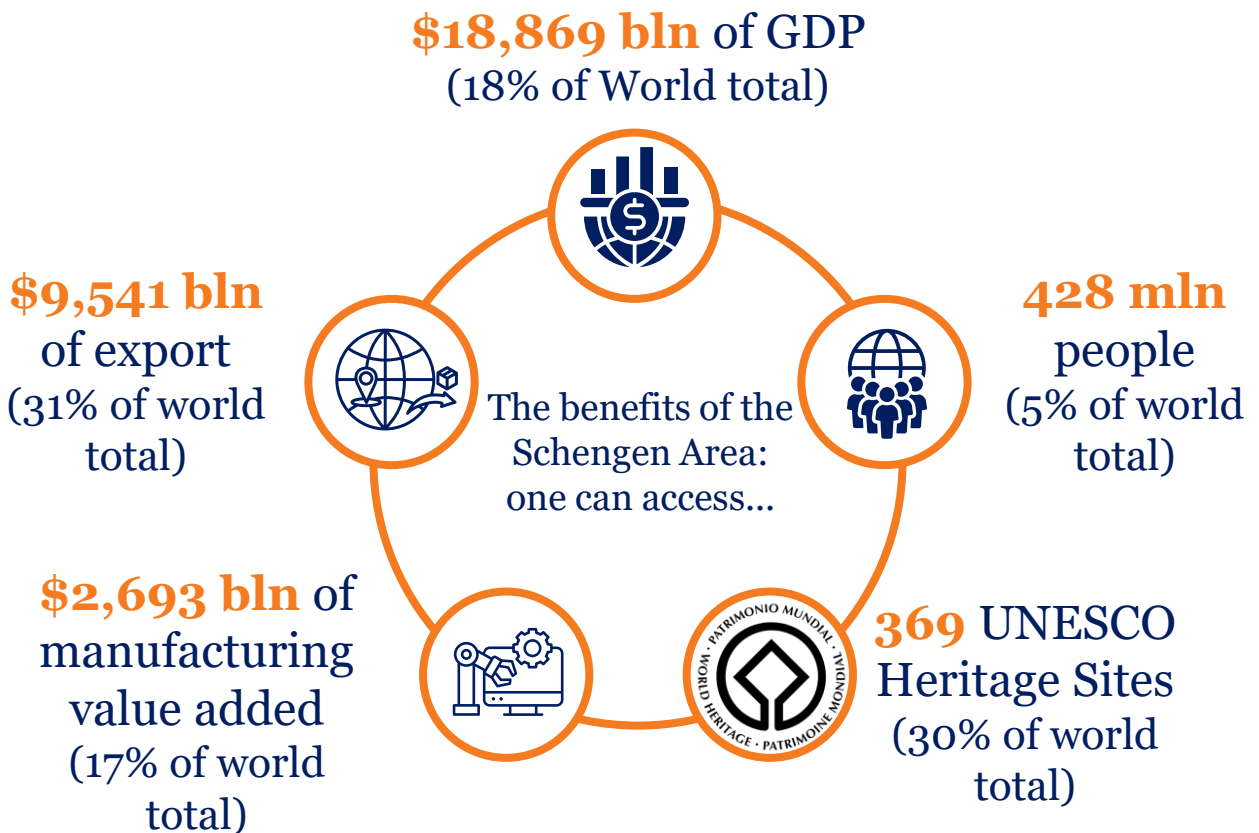 $18,869 bln of GDP
(18% of World total)
$9,541 bln
of export
(31% of world
total)
428 mln
people
(5% of world
total)
The benefits of the
Schengen Area:
one can access...
$2,693 bln of
manufacturing
value added
(17% of world
total)
369 UNESCO
Heritage Sites
(30% of world
total)
$
WORLD HERITAGE · PATRIMONIO MUNDIAL · PATRIMOINE MONDIAL ·